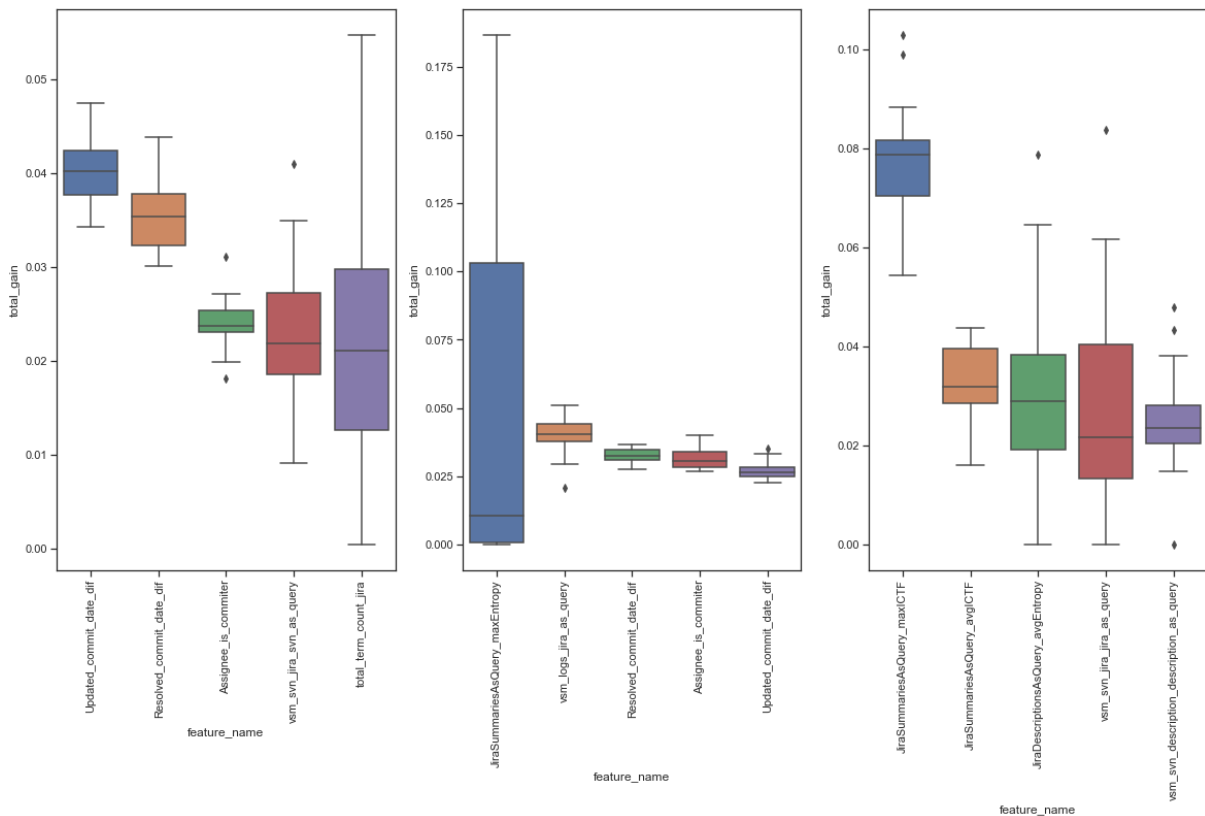 0.05
0.04
0.03
0.02
0.01
0.00
total_gain
Updated_commit_date_dif
Resolved_commit_date_dif
Assignee_is_commiter
vsm_svn_jira_svn_as_query
total_term_count_jira
feature_name
0.175
0.150
0.125
0.100
0.075
0.050
0.025
0.000
total_gain
JiraSummariesAsQuery_maxEntropy
vsm_logs_jira_as_query
Resolved_commit_date_dif
Assignee_is_commiter
Updated_commit_date_dif
feature_name
0.10
0.08
0.06
0.04
0.02
0.00
total_gain
JiraSummariesAsQuery_maxICTF
JiraSummariesAsQuery_avgICTF
JiraDescriptionsAsQuery_avgEntropy
vsm_svn_jira_jira_as_query
vsm_svn_description_description_as_query
feature_name